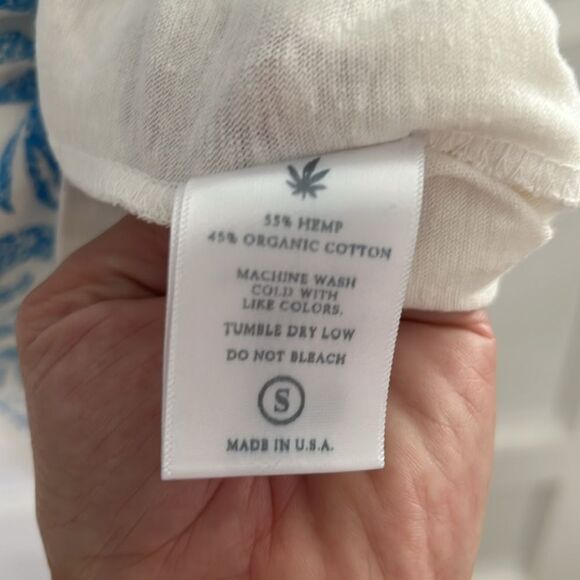 55% HEMP
45% ORGANIC COTTON
MACHINE WASH
COLD WITH
LIKE COLORS.
TUMBLE DRY LOW
DO NOT BLEACH
S
MADE IN U.S.A.